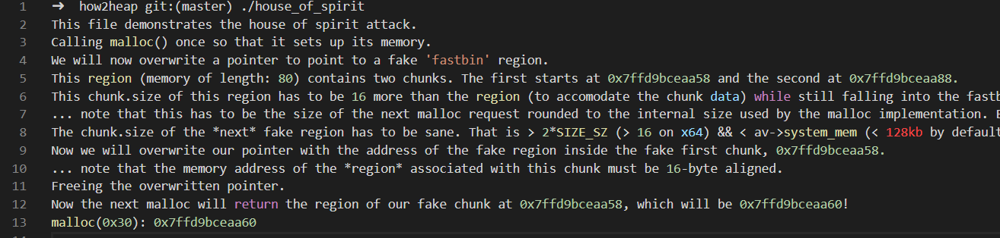 1 → how2heap git:(master) ./house_of_spirit
2 This file demonstrates the house of spirit attack.
3 Calling malloc() once so that it sets up its memory.
4 We will now overwrite a pointer to point to a fake 'fastbin' region.
5 This region (memory of length: 80) contains two chunks. The first starts at 0x7ffd9bceaa58 and the second at 0x7ffd9bceaa88.
6 This chunk.size of this region has to be 16 more than the region (to accomodate the chunk data) while still falling into the
7 ... note that this has to be the size of the next malloc request rounded to the internal size used by the malloc implementation.
8 The chunk.size of the *next* fake region has to be sane. That is > 2*SIZE_SZ (> 16 on x64) && < av->system_mem (< 128kb by default
9 Now we will overwrite our pointer with the address of the fake region inside the fake first chunk, 0x7ffd9bceaa58.
10 ... note that the memory address of the *region* associated with this chunk must be 16-byte aligned.
11 Freeing the overwritten pointer.
12 Now the next malloc will return the region of our fake chunk at 0x7ffd9bceaa58, which will be 0x7ffd9bceaa60!
13 malloc(0x30): 0x7ffd9bceaa60